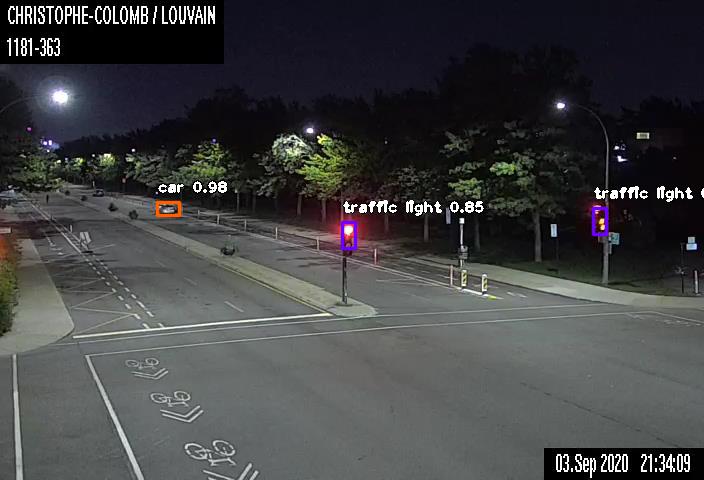 CHRISTOPHE-COLOMB / LOUVAIN
1181-363
car 0.98
traffic light 0.85
traffic light
03.Sep 2020 21:34:09